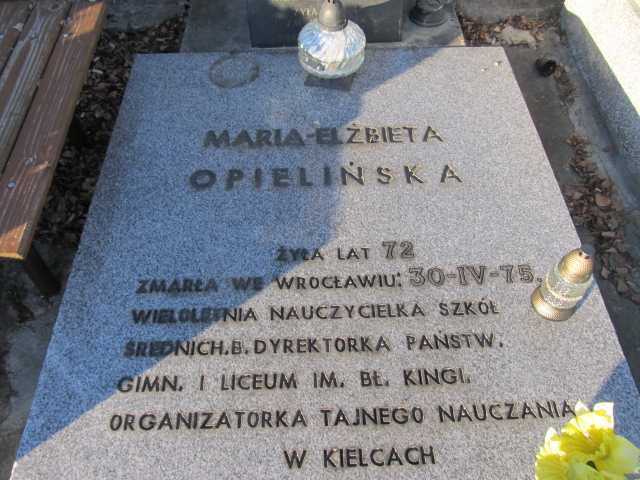 ŻYŁA
MARIA-ELŻBIETA
OPIELIŃSKA
ŻYŁA LAT 72
ZMARŁA WE WROCŁAWIU: 30-IV-75.
WIELOLETNIA NAUCZYCIELKA SZKÓŁ
ŚREDNICH. B. DYREKTORKA PAŃSTW.
GIMN. I LICEUM IM. BŁ. KINGI.
ORGANIZATORKA TAJNEGO NAUCZANIA
W KIELCACH